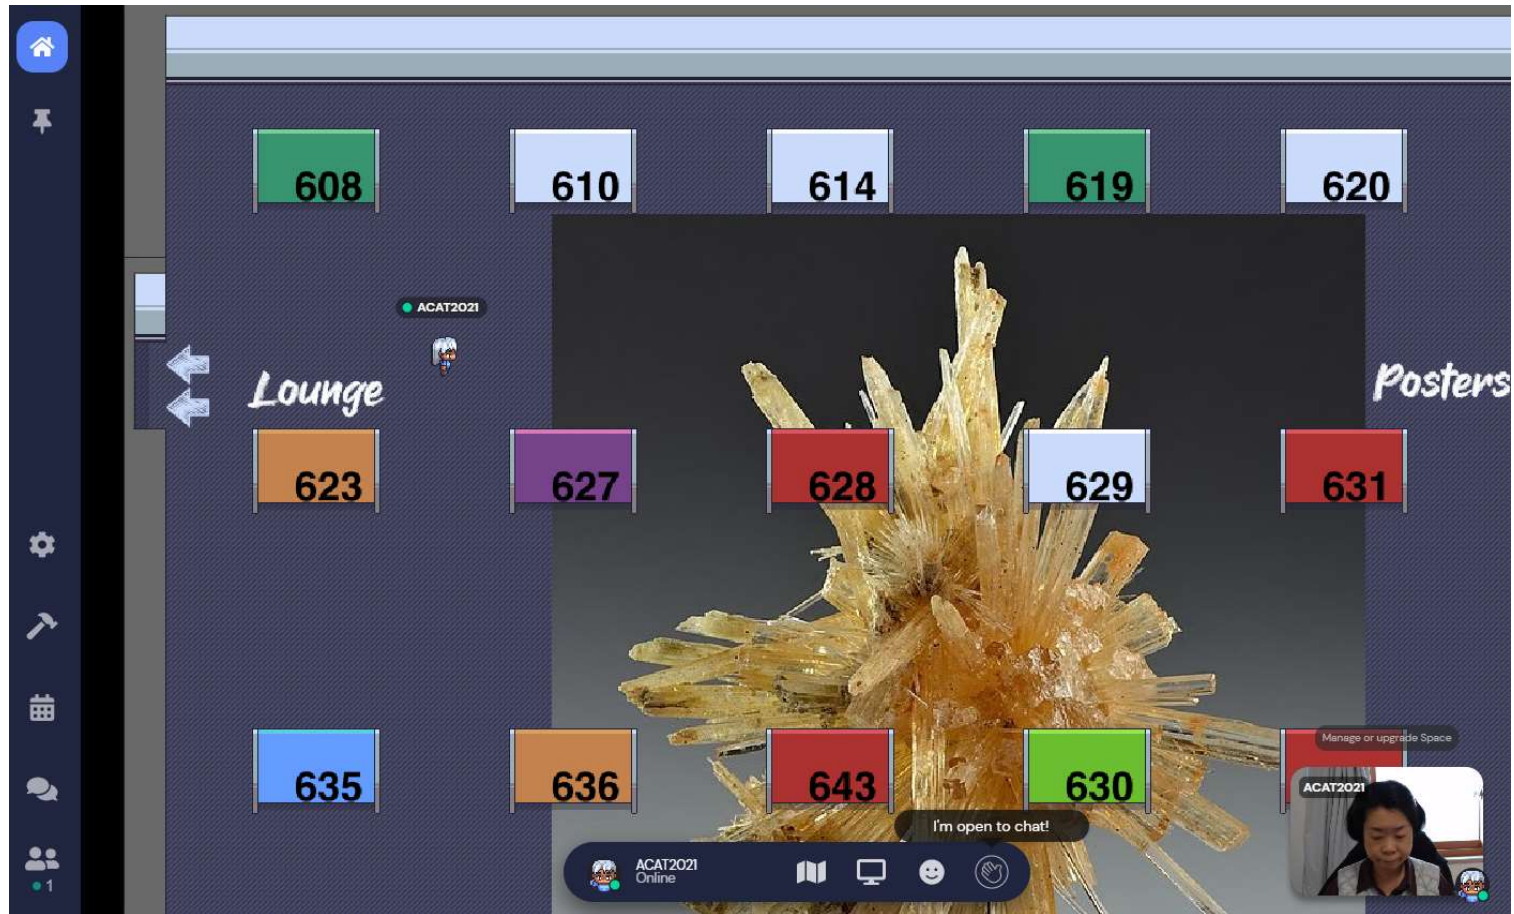 608 610 614 619 620
ACAT2021
Lounge
Posters
623 627 628 629 631
635 636 643 630
Manage or upgrade Space
ACAT2021
I'm open to chat!
ACAT2021
Online
1